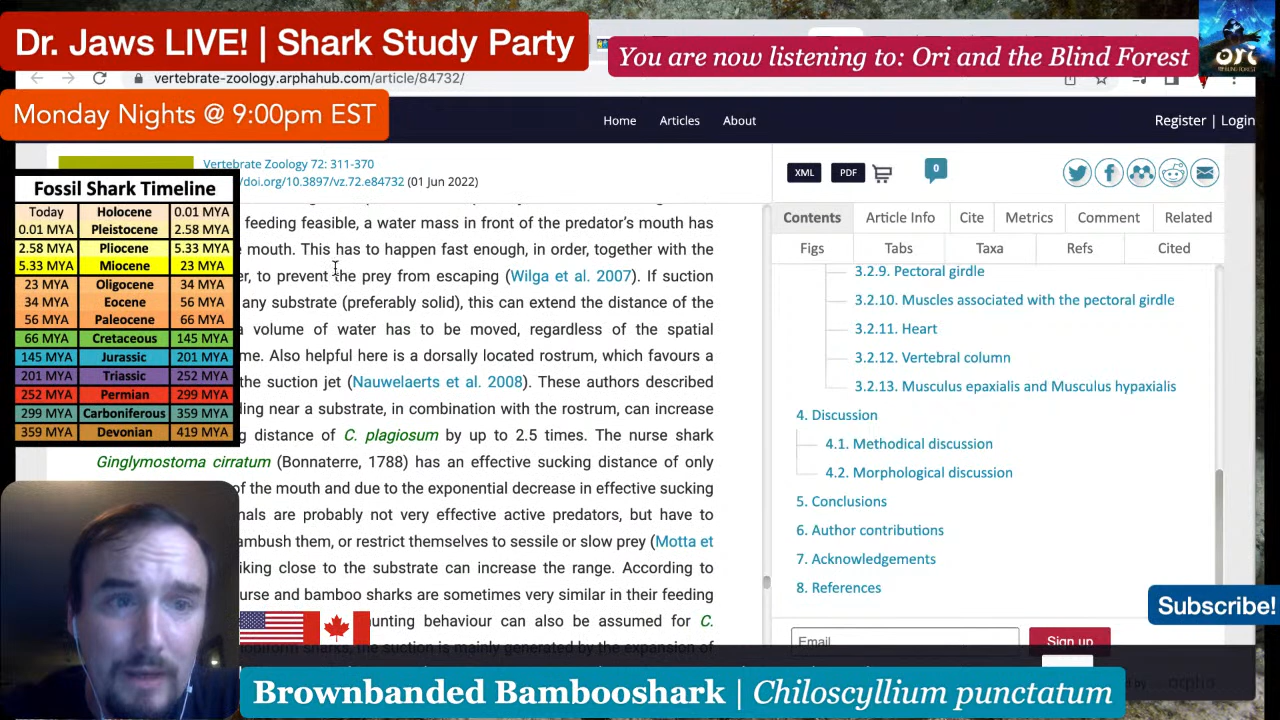 Dr. Jaws LIVE! | Shark Study Party
You are now listening to: Ori and the Blind Forest
ori
vertebrate-zoology.arphahub.com/article/84732/
Monday Nights @ 9:00pm EST
Home Articles About
Register | Login
Vertebrate Zoology 72: 311-370
/doi.org/10.3897/vz.72.e84732 (01 Jun 2022)
XML PDF 0
Fossil Shark Timeline
Today Holocene 0.01 MYA
0.01 MYA Pleistocene 2.58 MYA
2.58 MYA Pliocene 5.33 MYA
5.33 MYA Miocene 23 MYA
23 MYA Oligocene 34 MYA
34 MYA Eocene 56 MYA
56 MYA Paleocene 66 MYA
66 MYA Cretaceous 145 MYA
145 MYA Jurassic 201 MYA
201 MYA Triassic 252 MYA
252 MYA Permian 299 MYA
299 MYA Carboniferous 359 MYA
359 MYA Devonian 419 MYA
feeding feasible, a water mass in front of the predator's mouth has
mouth. This has to happen fast enough, in order, together with the
to prevent the prey from escaping (Wilga et al. 2007). If suction
any substrate (preferably solid), this can extend the distance of the
a volume of water has to be moved, regardless of the spatial
me. Also helpful here is a dorsally located rostrum, which favours a
the suction jet (Nauwelaerts et al. 2008). These authors described
ing near a substrate, in combination with the rostrum, can increase
g distance of C. plagiosum by up to 2.5 times. The nurse shark
Ginglymostoma cirratum (Bonnaterre, 1788) has an effective sucking distance of only
of the mouth and due to the exponential decrease in effective sucking
mals are probably not very effective active predators, but have to
ambush them, or restrict themselves to sessile or slow prey (Motta et
iking close to the substrate can increase the range. According to
urse and bamboo sharks are sometimes very similar in their feeding
unting behaviour can also be assumed for C.
sharks, the suction is mainly generated by the expansion of
Contents Article Info Cite Metrics Comment Related
Figs Tabs Taxa Refs Cited
3.2.9. Pectoral girdle
3.2.10. Muscles associated with the pectoral girdle
3.2.11. Heart
3.2.12. Vertebral column
3.2.13. Musculus epaxialis and Musculus hypaxialis
4. Discussion
4.1. Methodical discussion
4.2. Morphological discussion
5. Conclusions
6. Author contributions
7. Acknowledgements
8. References
Subscribe!
Email Sign up
Brownbanded Bambooshark | Chiloscyllium punctatum